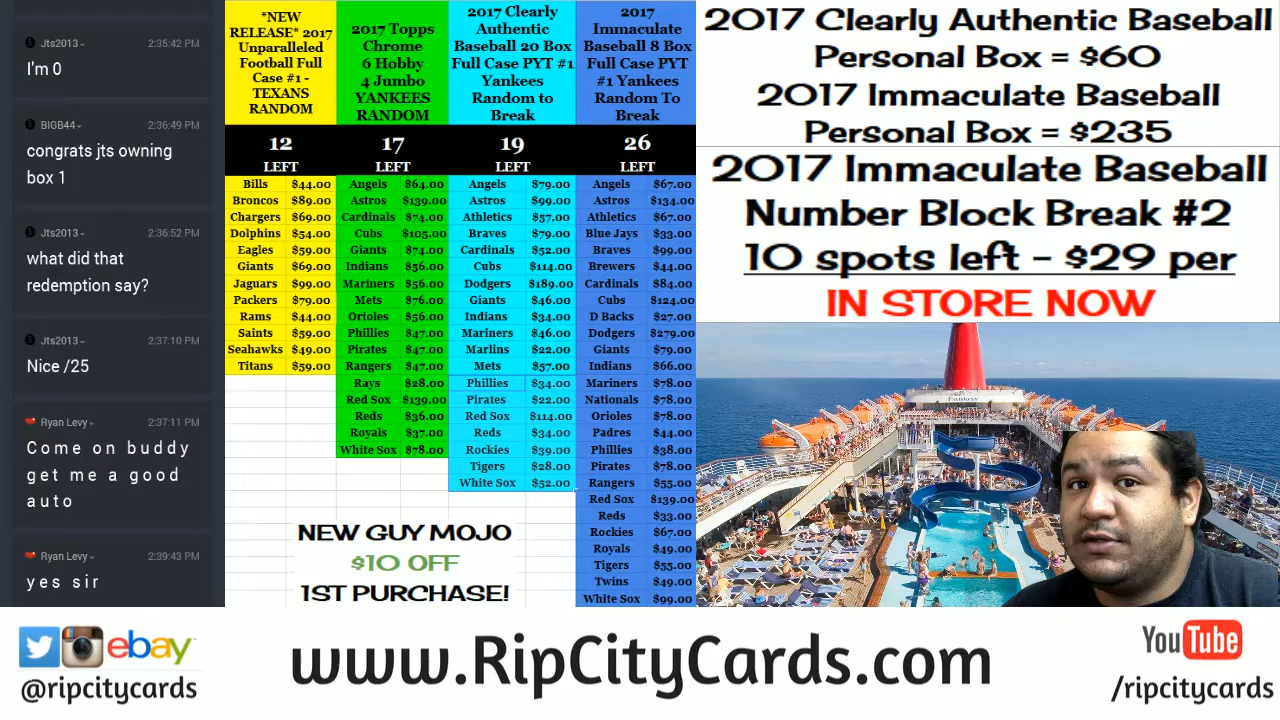 Jts2013 2:35:42 PM
I'm 0
BIGB44 2:36:49 PM
congrats jts owning
box 1
Jts2013 2:36:52 PM
what did that
redemption say?
Jts2013 2:37:10 PM
Nice /25
Ryan Levy 2:37:11 PM
Come on buddy
get me a good
auto
Ryan Levy 2:39:43 PM
yes sir
*NEW
RELEASE* 2017
Unparalleled
Football Full
Case #1 -
TEXANS
RANDOM
12
LEFT
Bills $44.00
Broncos $89.00
Chargers $69.00
Dolphins $54.00
Eagles $59.00
Giants $69.00
Jaguars $99.00
Packers $79.00
Rams $44.00
Saints $59.00
Seahawks $49.00
Titans $59.00
2017 Topps
Chrome
6 Hobby
4 Jumbo
YANKEES
RANDOM
17
LEFT
Angels $64.00
Astros $139.00
Cardinals $74.00
Cubs $105.00
Giants $74.00
Indians $56.00
Mariners $56.00
Mets $76.00
Orioles $56.00
Phillies $47.00
Pirates $47.00
Rangers $47.00
Rays $28.00
Red Sox $139.00
Reds $36.00
Royals $37.00
White Sox $78.00
2017 Clearly
Authentic
Baseball 20 Box
Full Case PYT #1
Yankees
Random to
Break
19
LEFT
Angels $79.00
Astros $99.00
Athletics $57.00
Braves $79.00
Cardinals $52.00
Cubs $114.00
Dodgers $189.00
Giants $46.00
Indians $34.00
Mariners $46.00
Marlins $22.00
Mets $57.00
Phillies $34.00
Pirates $22.00
Red Sox $114.00
Reds $34.00
Rockies $39.00
Tigers $28.00
White Sox $52.00
2017
Immaculate
Baseball 8 Box
Full Case PYT
#1 Yankees
Random To
Break
26
LEFT
Angels $67.00
Astros $134.00
Athletics $67.00
Blue Jays $33.00
Braves $99.00
Brewers $44.00
Cardinals $84.00
Cubs $124.00
D Backs $27.00
Dodgers $279.00
Giants $79.00
Indians $66.00
Mariners $78.00
Nationals $78.00
Orioles $78.00
Padres $44.00
Phillies $38.00
Pirates $78.00
Rangers $55.00
Red Sox $139.00
Reds $33.00
Rockies $67.00
Royals $49.00
Tigers $55.00
Twins $49.00
White Sox $99.00
NEW GUY MOJO
$10 OFF
1ST PURCHASE!
2017 Clearly Authentic Baseball
Personal Box = $60
2017 Immaculate Baseball
Personal Box = $235
2017 Immaculate Baseball
Number Block Break #2
10 spots left - $29 per
IN STORE NOW
ebay
@ripcitycards
www.RipCityCards.com
YouTube
/ripcitycards